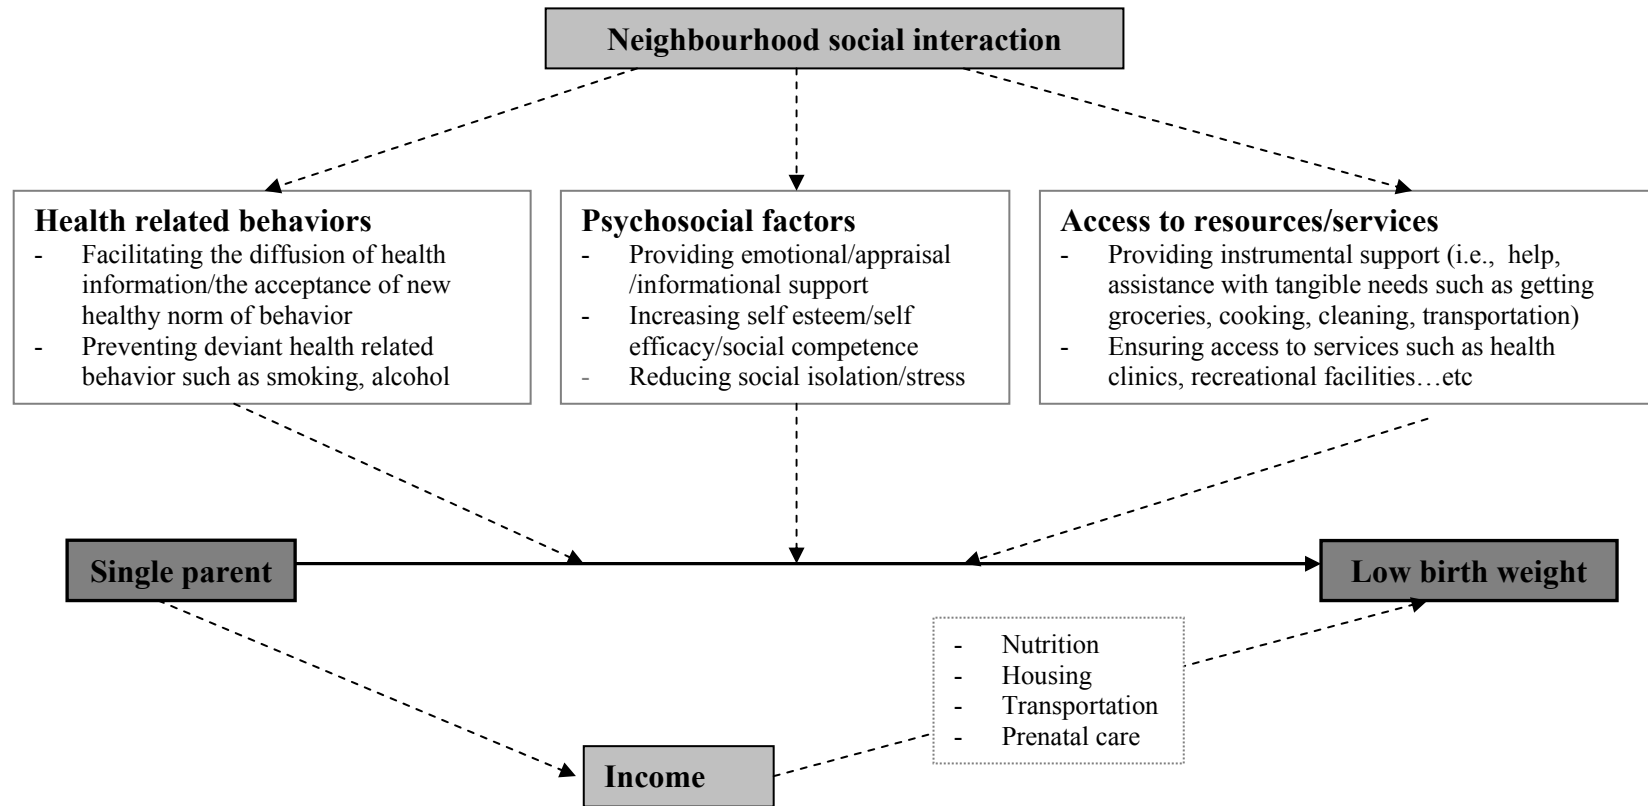 Neighbourhood social interaction
Health related behaviors
- Facilitating the diffusion of health
information/the acceptance of new
healthy norm of behavior
- Preventing deviant health related
behavior such as smoking, alcohol
Psychosocial factors
- Providing emotional/appraisal
/informational support
- Increasing self esteem/self
efficacy/social competence
- Reducing social isolation/stress
Access to resources/services
- Providing instrumental support (i.e., help,
assistance with tangible needs such as getting
groceries, cooking, cleaning, transportation)
- Ensuring access to services such as health
clinics, recreational facilities…etc
Single parent
Low birth weight
- Nutrition
- Housing
- Transportation
- Prenatal care
Income